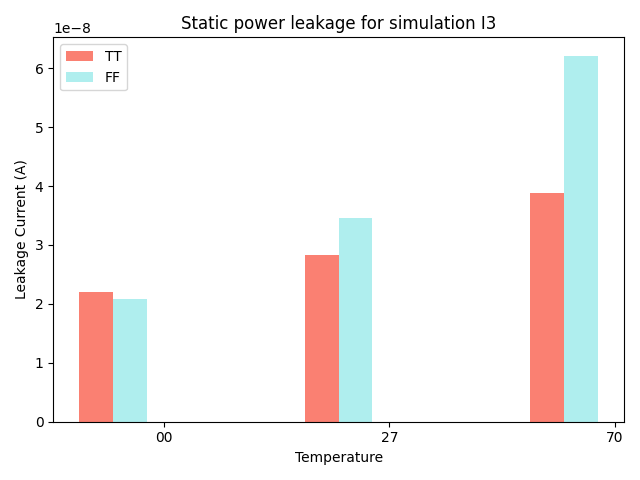 Static power leakage for simulation I3
1e−8
TT
FF
6
5
4
3
2
1
0
Leakage Current (A)
00
27
70
Temperature